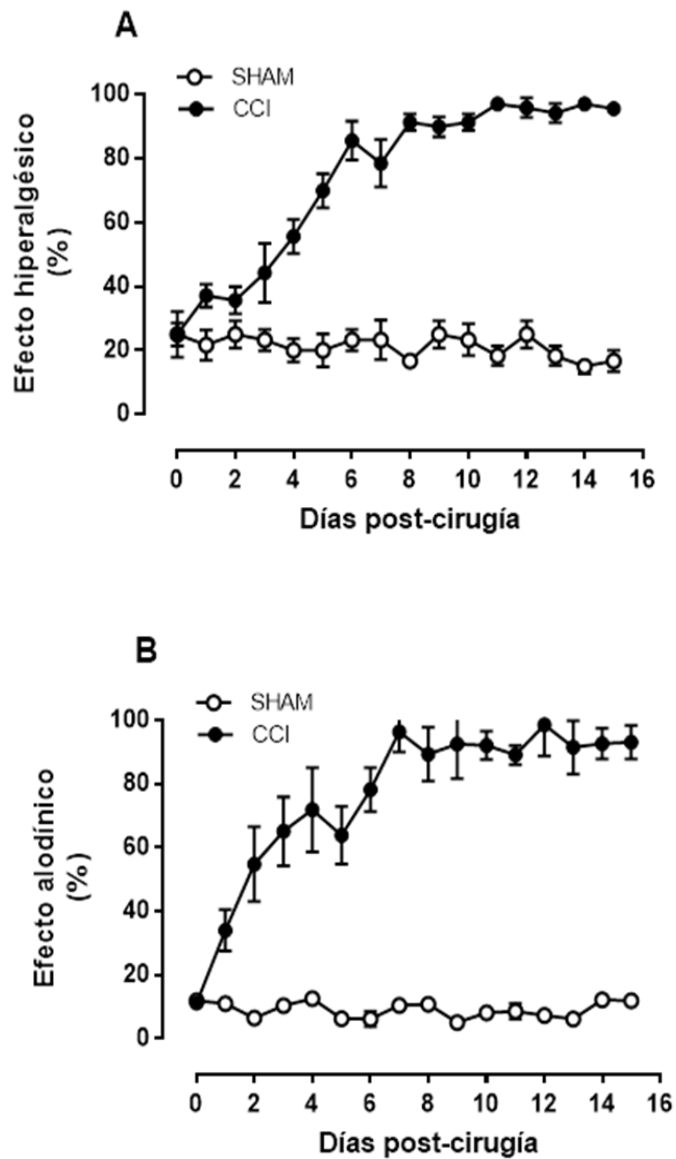 A
SHAM
CCI
Efecto hiperalgésico
(%)
100
80
60
40
20
0
0 2 4 6 8 10 12 14 16
Días post-cirugía
B
SHAM
CCI
Efecto alodínico
(%)
100
80
60
40
20
0
0 2 4 6 8 10 12 14 16
Días post-cirugía